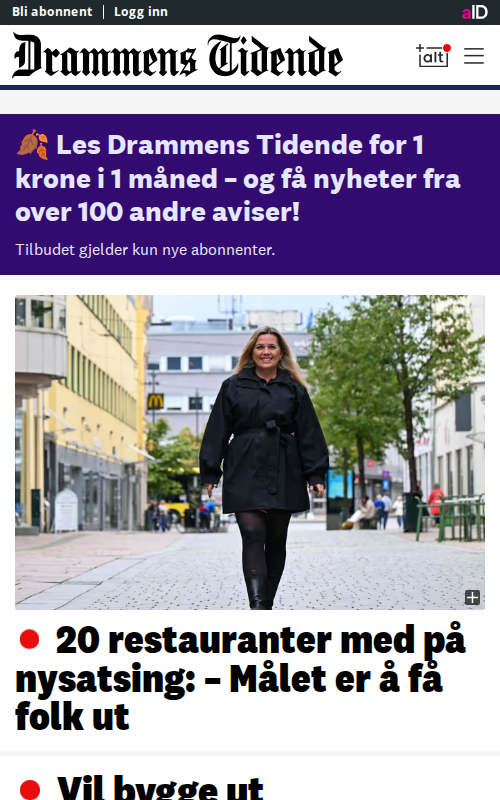 Bli abonnent | Logg inn
aID
Drammens Tidende
+alt
🍂 Les Drammens Tidende for 1
krone i 1 måned – og få nyheter fra
over 100 andre aviser!
Tilbudet gjelder kun nye abonnenter.
20 restauranter med på
nysatsing: – Målet er å få
folk ut
Vil bygge ut